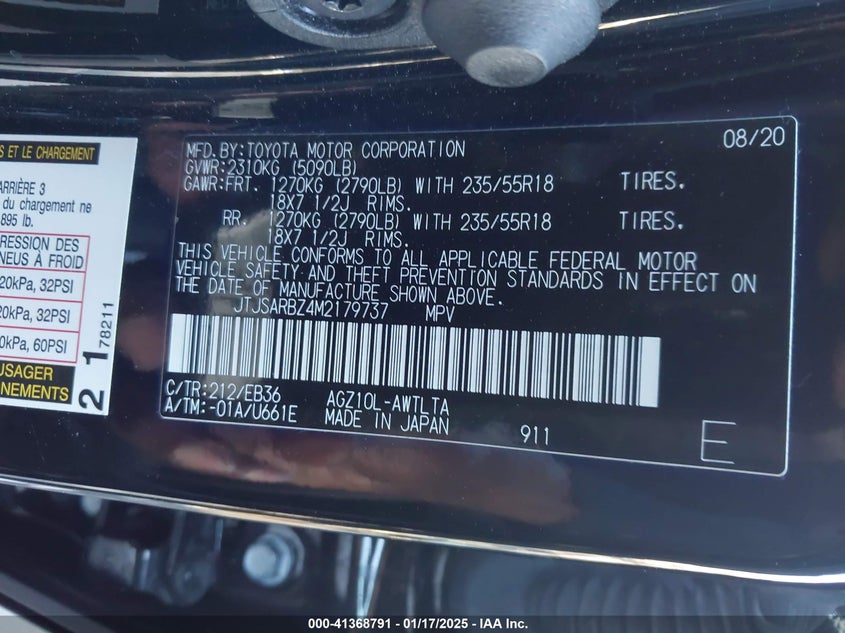 S ET LE CHARGEMENT
ARRIÈRE 3
du chargement ne
895 lb.
RESSION DES
NEUS À FROID
20kPa, 32PSI
20kPa, 32PSI
0kPa, 60PSI
USAGER
NNEMENTS
2 1 78211
08/20
MFD. BY: TOYOTA MOTOR CORPORATION
GVWR:2310KG (5090LB)
GAWR:FRT. 1270KG (2790LB) WITH 235/55R18 TIRES.
18X7 1/2J RIMS.
RR. 1270KG (2790LB) WITH 235/55R18 TIRES.
18X7 1/2J RIMS.
THIS VEHICLE CONFORMS TO ALL APPLICABLE FEDERAL MOTOR
VEHICLE SAFETY AND THEFT PREVENTION STANDARDS IN EFFECT ON
THE DATE OF MANUFACTURE SHOWN ABOVE.
JTJSARBZ4M2179737 MPV
C/TR:212/EB36 AGZ10L-AWTLTA
A/TM:-01A/U661E MADE IN JAPAN
911
E
000-41368791 — 01/17/2025 — IAA Inc.